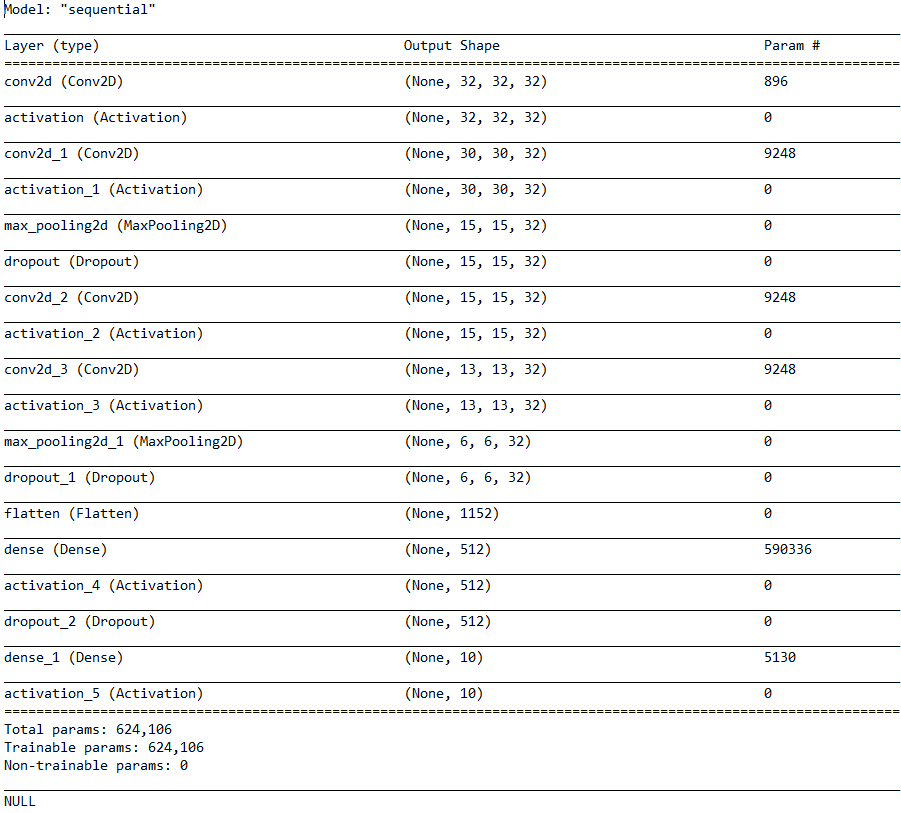 Model: "sequential"
Layer (type) Output Shape Param #
conv2d (Conv2D) (None, 32, 32, 32) 896
activation (Activation) (None, 32, 32, 32) 0
conv2d_1 (Conv2D) (None, 30, 30, 32) 9248
activation_1 (Activation) (None, 30, 30, 32) 0
max_pooling2d (MaxPooling2D) (None, 15, 15, 32) 0
dropout (Dropout) (None, 15, 15, 32) 0
conv2d_2 (Conv2D) (None, 15, 15, 32) 9248
activation_2 (Activation) (None, 15, 15, 32) 0
conv2d_3 (Conv2D) (None, 13, 13, 32) 9248
activation_3 (Activation) (None, 13, 13, 32) 0
max_pooling2d_1 (MaxPooling2D) (None, 6, 6, 32) 0
dropout_1 (Dropout) (None, 6, 6, 32) 0
flatten (Flatten) (None, 1152) 0
dense (Dense) (None, 512) 590336
activation_4 (Activation) (None, 512) 0
dropout_2 (Dropout) (None, 512) 0
dense_1 (Dense) (None, 10) 5130
activation_5 (Activation) (None, 10) 0
Total params: 624,106
Trainable params: 624,106
Non-trainable params: 0
NULL